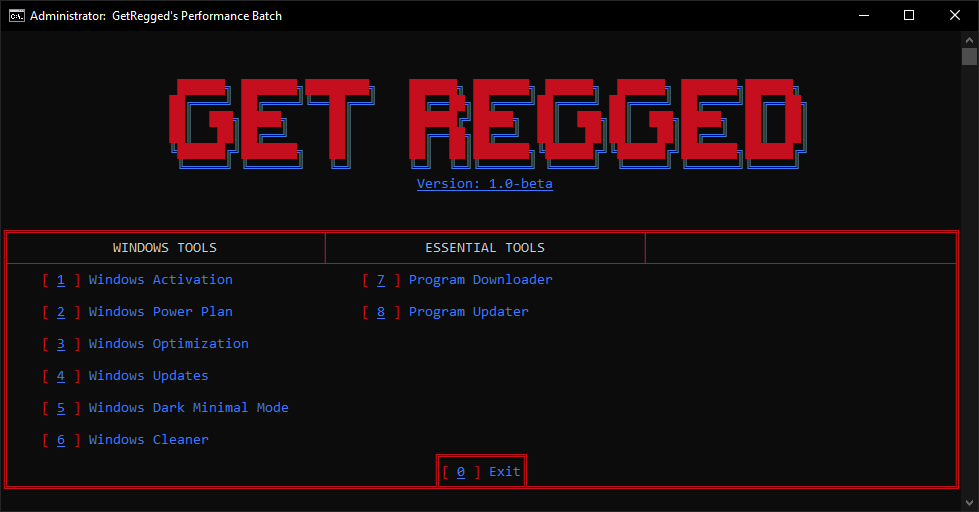 Administrator:  GetRegged's Performance Batch
GET REGGED
Version: 1.0-beta
WINDOWS TOOLS ESSENTIAL TOOLS
[ 1 ] Windows Activation [ 7 ] Program Downloader
[ 2 ] Windows Power Plan [ 8 ] Program Updater
[ 3 ] Windows Optimization
[ 4 ] Windows Updates
[ 5 ] Windows Dark Minimal Mode
[ 6 ] Windows Cleaner
[ 0 ] Exit